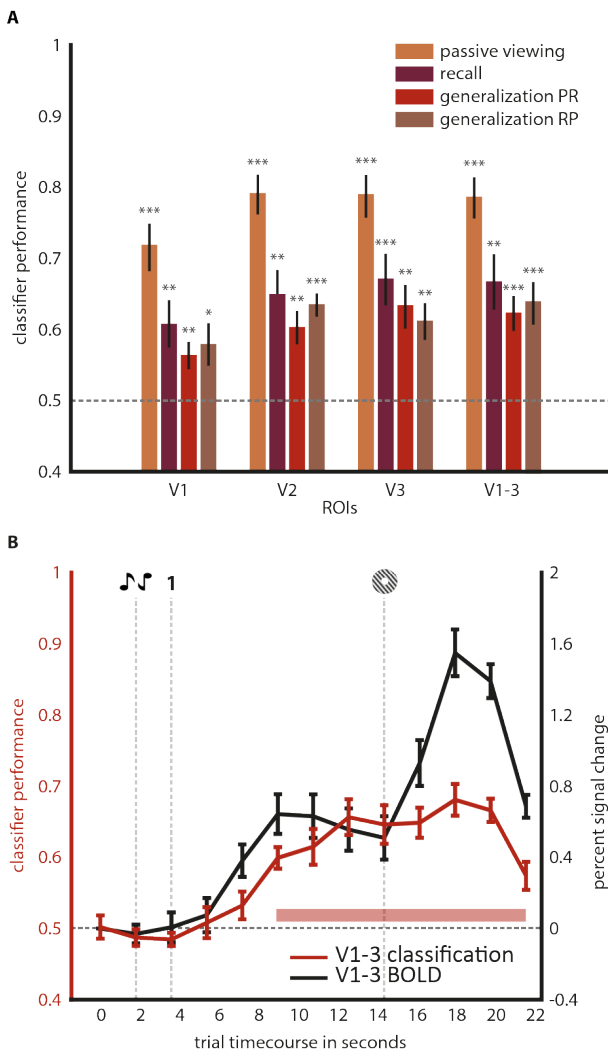 A
1
passive viewing
recall
generalization PR
generalization RP
0.9
0.8
0.7
0.6
0.5
0.4
classifier performance
*** ** ** *
*** ** ** ***
*** *** ** **
*** ** *** ***
V1 V2 V3 V1-3
ROIs
B
1 0.9 0.8 0.7 0.6 0.5 0.4
classifier performance
1
2 1.6 1.2 0.8 0.4 0 -0.4
percent signal change
V1-3 classification
V1-3 BOLD
0 2 4 6 8 10 12 14 16 18 20 22
trial timecourse in seconds